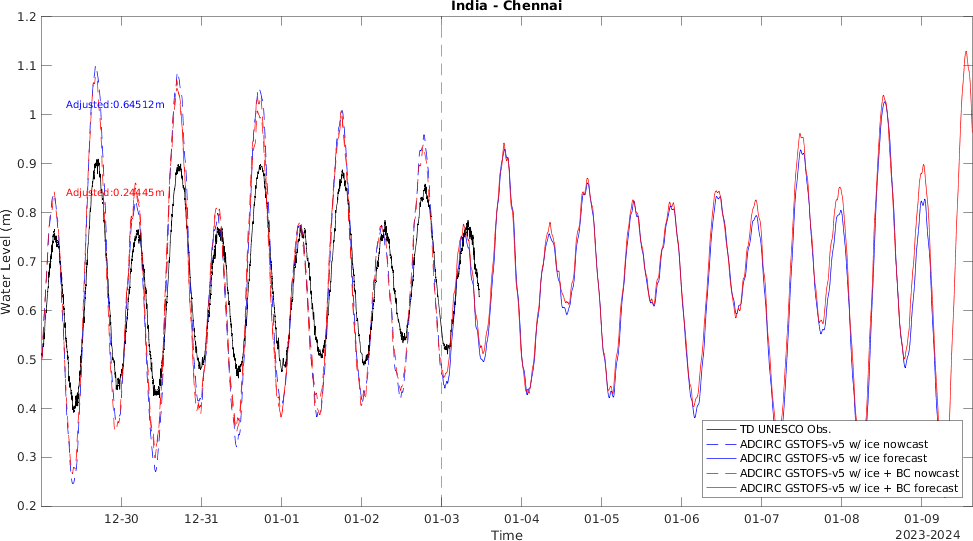 India - Chennai
1.2
1.1
1
0.9
0.8
0.7
0.6
0.5
0.4
0.3
0.2
Water Level (m)
Adjusted:0.64512m
Adjusted:0.24445m
TD UNESCO Obs.
ADCIRC GSTOFS-v5 w/ ice nowcast
ADCIRC GSTOFS-v5 w/ ice forecast
ADCIRC GSTOFS-v5 w/ ice + BC nowcast
ADCIRC GSTOFS-v5 w/ ice + BC forecast
12-30 12-31 01-01 01-02 01-03 01-04 01-05 01-06 01-07 01-08 01-09
Time
2023-2024